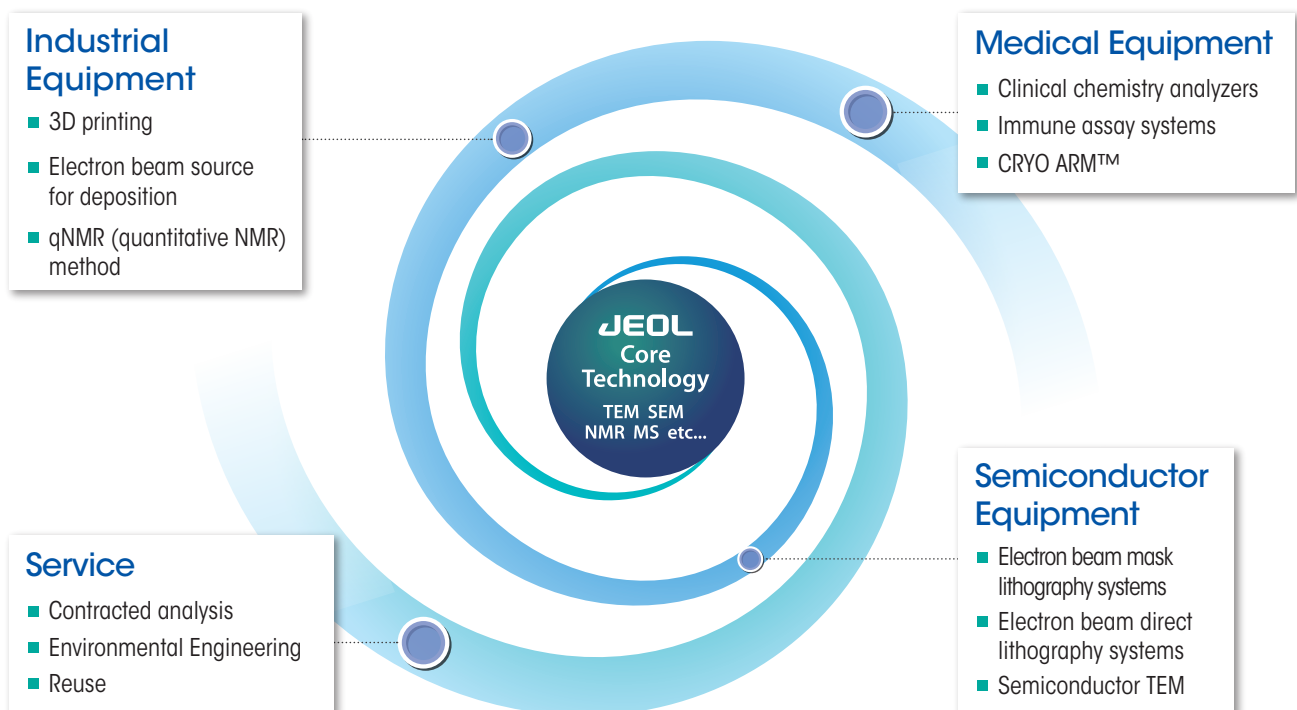 Industrial
Equipment
3D printing
Electron beam source
for deposition
qNMR (quantitative NMR)
method
Medical Equipment
Clinical chemistry analyzers
Immune assay systems
CRYO ARM™
JEOL
Core
Technology
TEM SEM
NMR MS etc...
Service
Contracted analysis
Environmental Engineering
Reuse
Semiconductor
Equipment
Electron beam mask
lithography systems
Electron beam direct
lithography systems
Semiconductor TEM